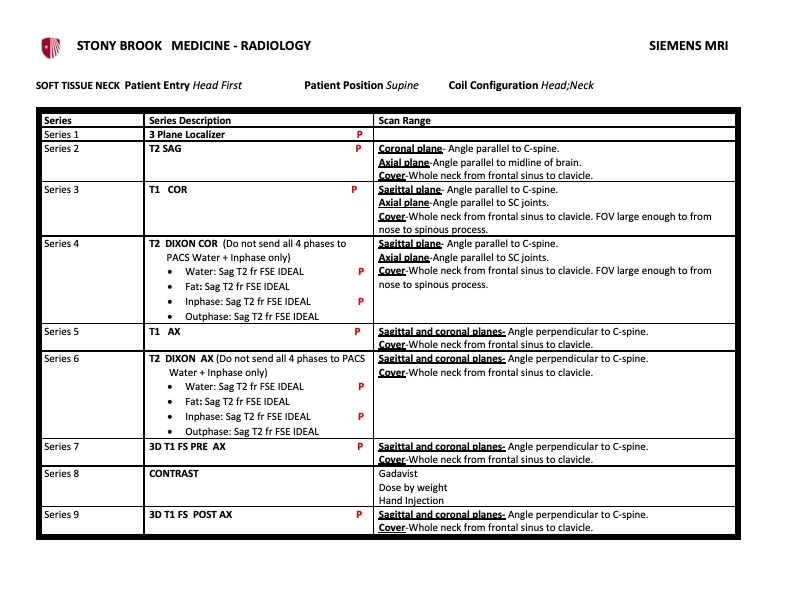 STONY BROOK MEDICINE - RADIOLOGY SIEMENS MRI
SOFT TISSUE NECK Patient Entry Head First Patient Position Supine Coil Configuration Head;Neck
Series Series Description Scan Range
Series 1 3 Plane Localizer P
Series 2 T2 SAG P Coronal plane- Angle parallel to C-spine.
Axial plane-Angle parallel to midline of brain.
Cover-Whole neck from frontal sinus to clavicle.
Series 3 T1 COR P Sagittal plane- Angle parallel to C-spine.
Axial plane-Angle parallel to SC joints.
Cover-Whole neck from frontal sinus to clavicle. FOV large enough to from
nose to spinous process.
Series 4 T2 DIXON COR (Do not send all 4 phases to Sagittal plane- Angle parallel to C-spine.
PACS Water + Inphase only) Axial plane-Angle parallel to SC joints.
• Water: Sag T2 fr FSE IDEAL P Cover-Whole neck from frontal sinus to clavicle. FOV large enough to from
• Fat: Sag T2 fr FSE IDEAL nose to spinous process.
• Inphase: Sag T2 fr FSE IDEAL P
• Outphase: Sag T2 fr FSE IDEAL
Series 5 T1 AX P Sagittal and coronal planes- Angle perpendicular to C-spine.
Cover-Whole neck from frontal sinus to clavicle.
Series 6 T2 DIXON AX (Do not send all 4 phases to PACS Sagittal and coronal planes- Angle perpendicular to C-spine.
Water + Inphase only) Cover-Whole neck from frontal sinus to clavicle.
• Water: Sag T2 fr FSE IDEAL P
• Fat: Sag T2 fr FSE IDEAL
• Inphase: Sag T2 fr FSE IDEAL P
• Outphase: Sag T2 fr FSE IDEAL
Series 7 3D T1 FS PRE AX P Sagittal and coronal planes- Angle perpendicular to C-spine.
Cover-Whole neck from frontal sinus to clavicle.
Series 8 CONTRAST Gadavist
Dose by weight
Hand Injection
Series 9 3D T1 FS POST AX P Sagittal and coronal planes- Angle perpendicular to C-spine.
Cover-Whole neck from frontal sinus to clavicle.